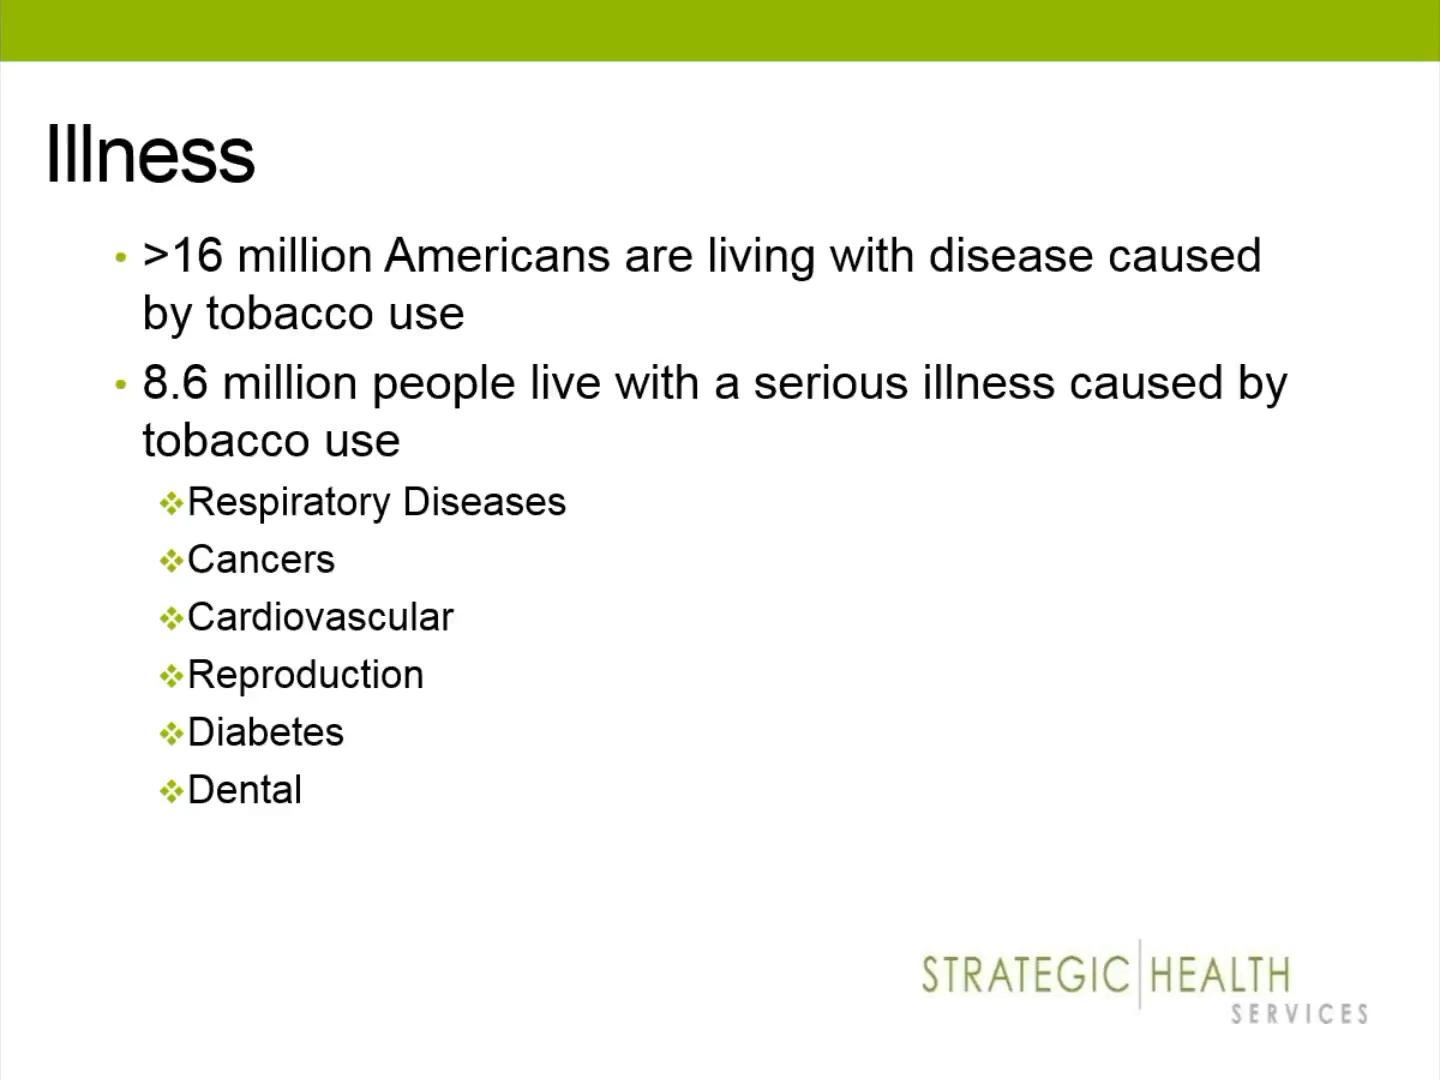 Illness
• >16 million Americans are living with disease caused
by tobacco use
• 8.6 million people live with a serious illness caused by
tobacco use
❖Respiratory Diseases
❖Cancers
❖Cardiovascular
❖Reproduction
❖Diabetes
❖Dental
STRATEGIC HEALTH
SERVICES